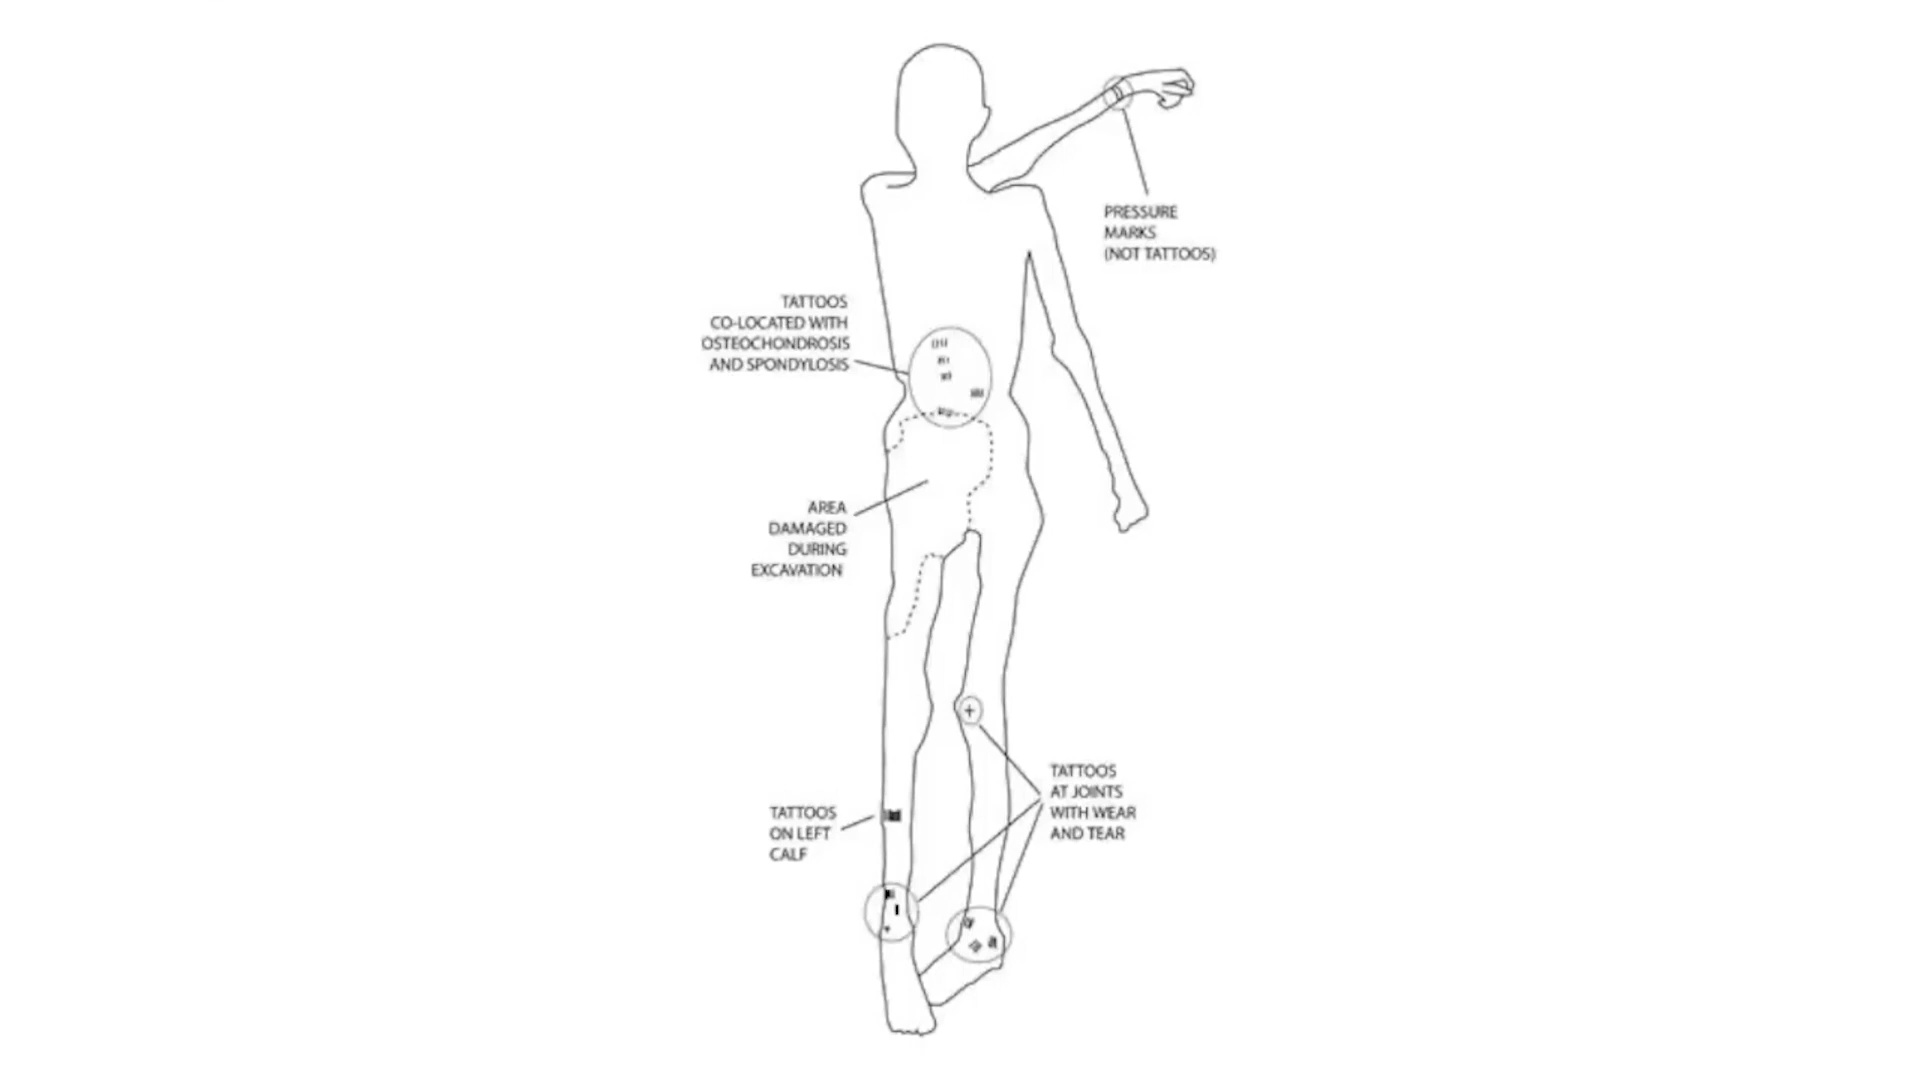 PRESSURE
MARKS
(NOT TATTOOS)
TATTOOS
CO-LOCATED WITH
OSTEOCHONDROSIS
AND SPONDYLOSIS
AREA
DAMAGED
DURING
EXCAVATION
TATTOOS
AT JOINTS
WITH WEAR
AND TEAR
TATTOOS
ON LEFT
CALF